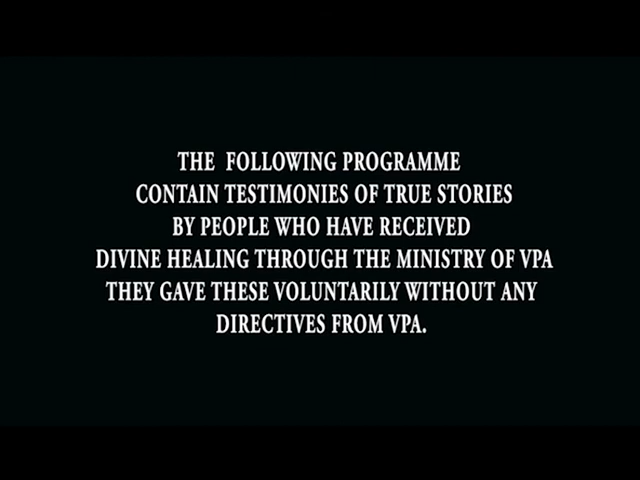 THE FOLLOWING PROGRAMME
CONTAIN TESTIMONIES OF TRUE STORIES
BY PEOPLE WHO HAVE RECEIVED
DIVINE HEALING THROUGH THE MINISTRY OF VPA
THEY GAVE THESE VOLUNTARILY WITHOUT ANY
DIRECTIVES FROM VPA.